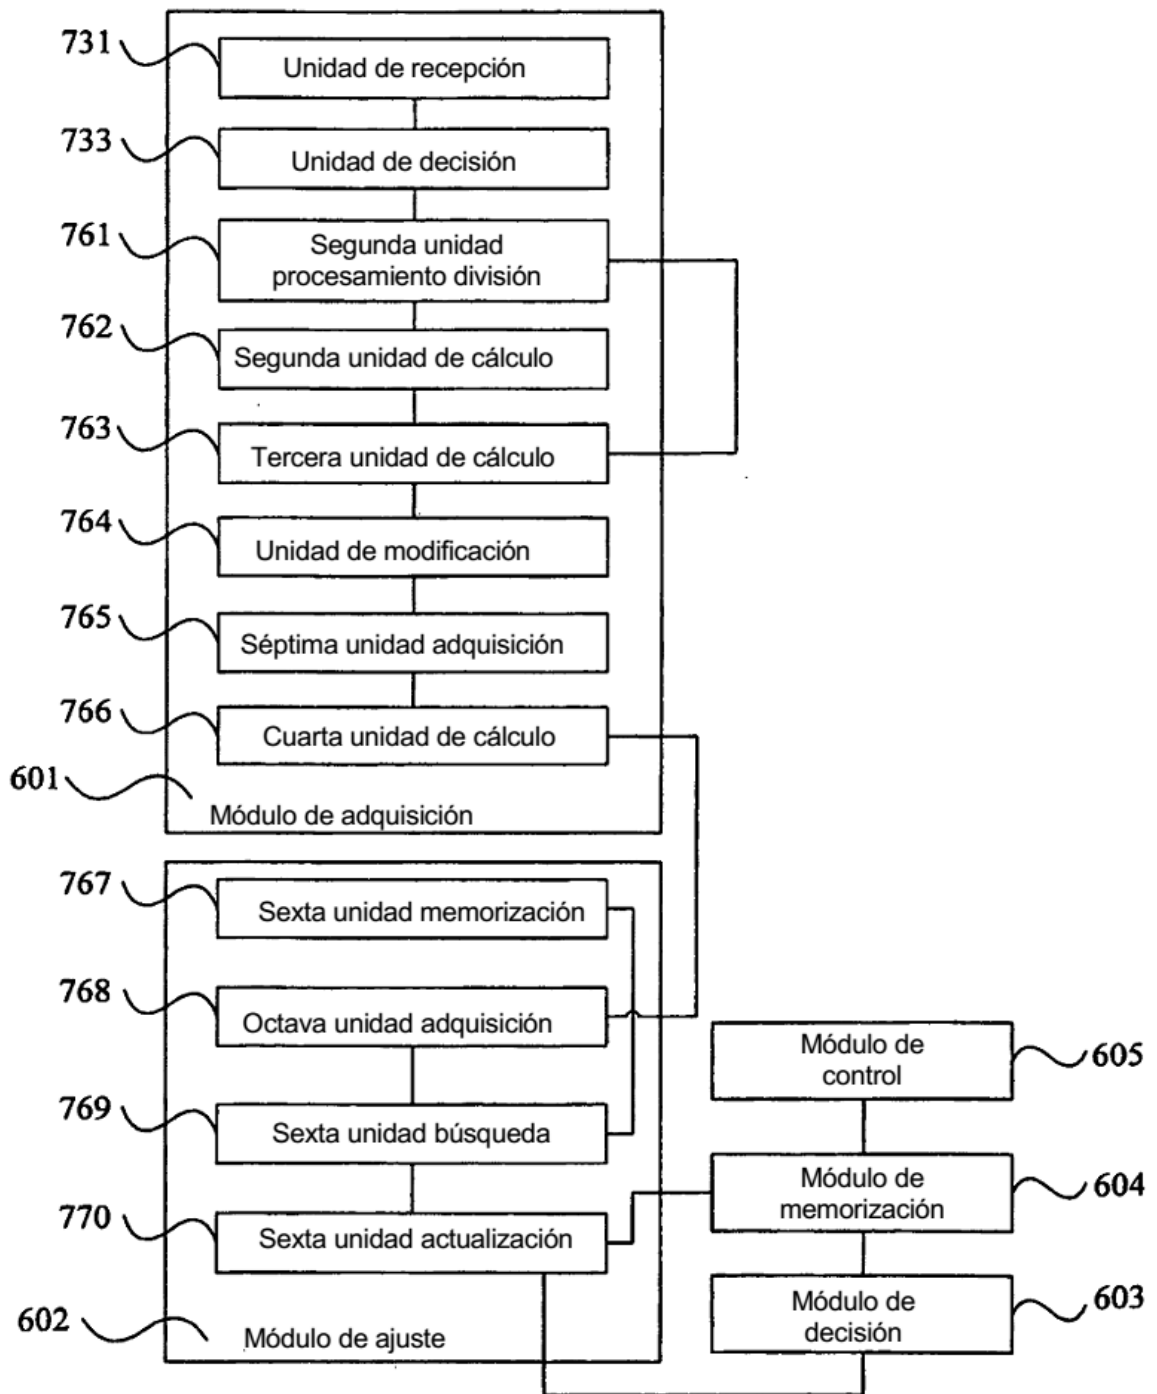 731
Unidad de recepción
733
Unidad de decisión
761
Segunda unidad
procesamiento división
762
Segunda unidad de cálculo
763
Tercera unidad de cálculo
764
Unidad de modificación
765
Séptima unidad adquisición
766
Cuarta unidad de cálculo
601
Módulo de adquisición
767
Sexta unidad memorización
768
Octava unidad adquisición
769
Sexta unidad búsqueda
770
Sexta unidad actualización
602
Módulo de ajuste
Módulo de
control
605
Módulo de
memorización
604
Módulo de
decisión
603